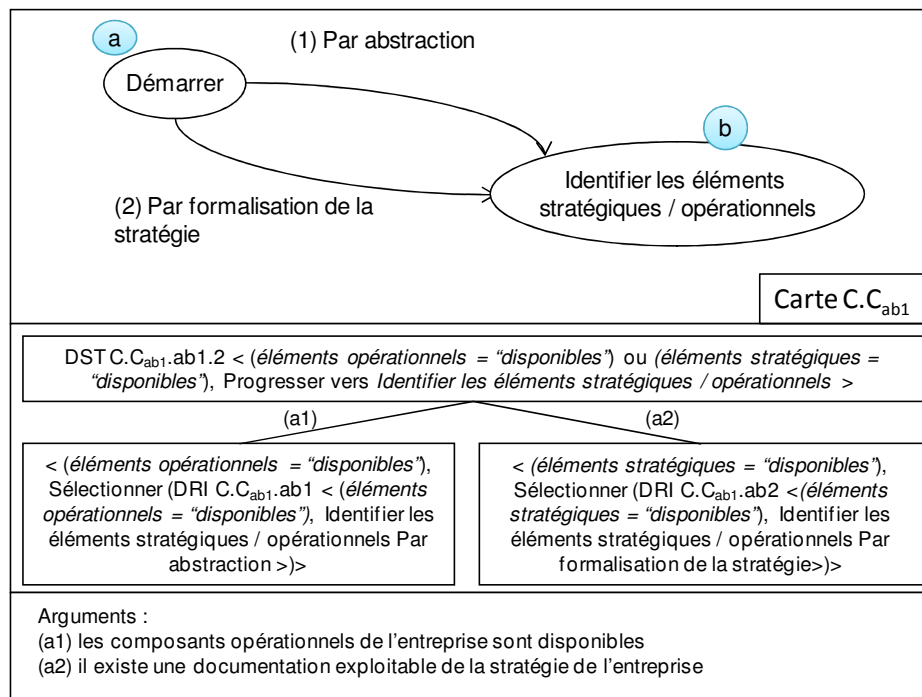 a
(1) Par abstraction
Démarrer
b
Identifier les éléments
stratégiques / opérationnels
(2) Par formalisation de la
stratégie
Carte C.Cab1
DST C.Cab1.ab1.2 < (éléments opérationnels = “disponibles”) ou (éléments stratégiques =
“disponibles”), Progresser vers Identifier les éléments stratégiques / opérationnels >
(a1)
(a2)
< (éléments opérationnels = “disponibles”),
Sélectionner (DRI C.Cab1.ab1 < (éléments
opérationnels = “disponibles”), Identifier les
éléments stratégiques / opérationnels Par
abstraction >)>
< (éléments stratégiques = “disponibles”),
Sélectionner (DRI C.Cab1.ab2 <(éléments
stratégiques = “disponibles”), Identifier les
éléments stratégiques / opérationnels Par
formalisation de la stratégie>)>
Arguments :
(a1) les composants opérationnels de l’entreprise sont disponibles
(a2) il existe une documentation exploitable de la stratégie de l’entreprise